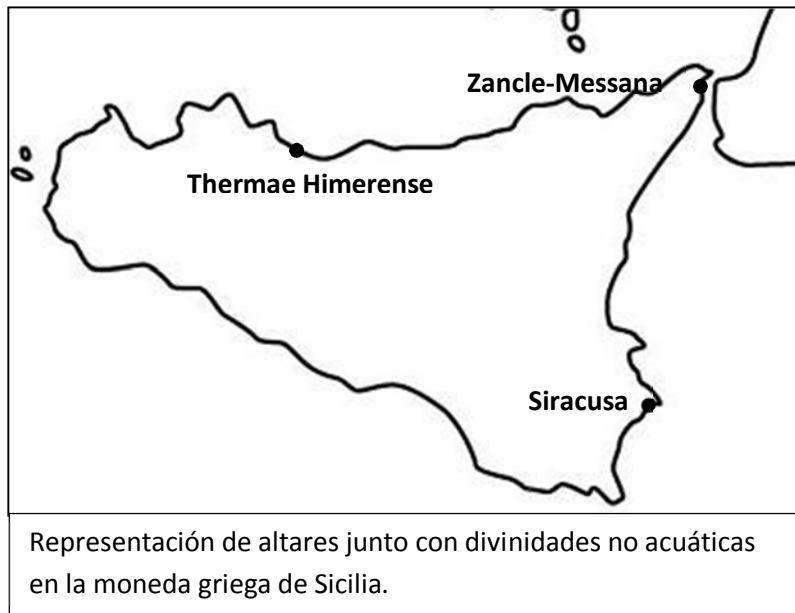 Zancle-Messana
Thermae Himerense
Siracusa
Representación de altares junto con divinidades no acuáticas
en la moneda griega de Sicilia.